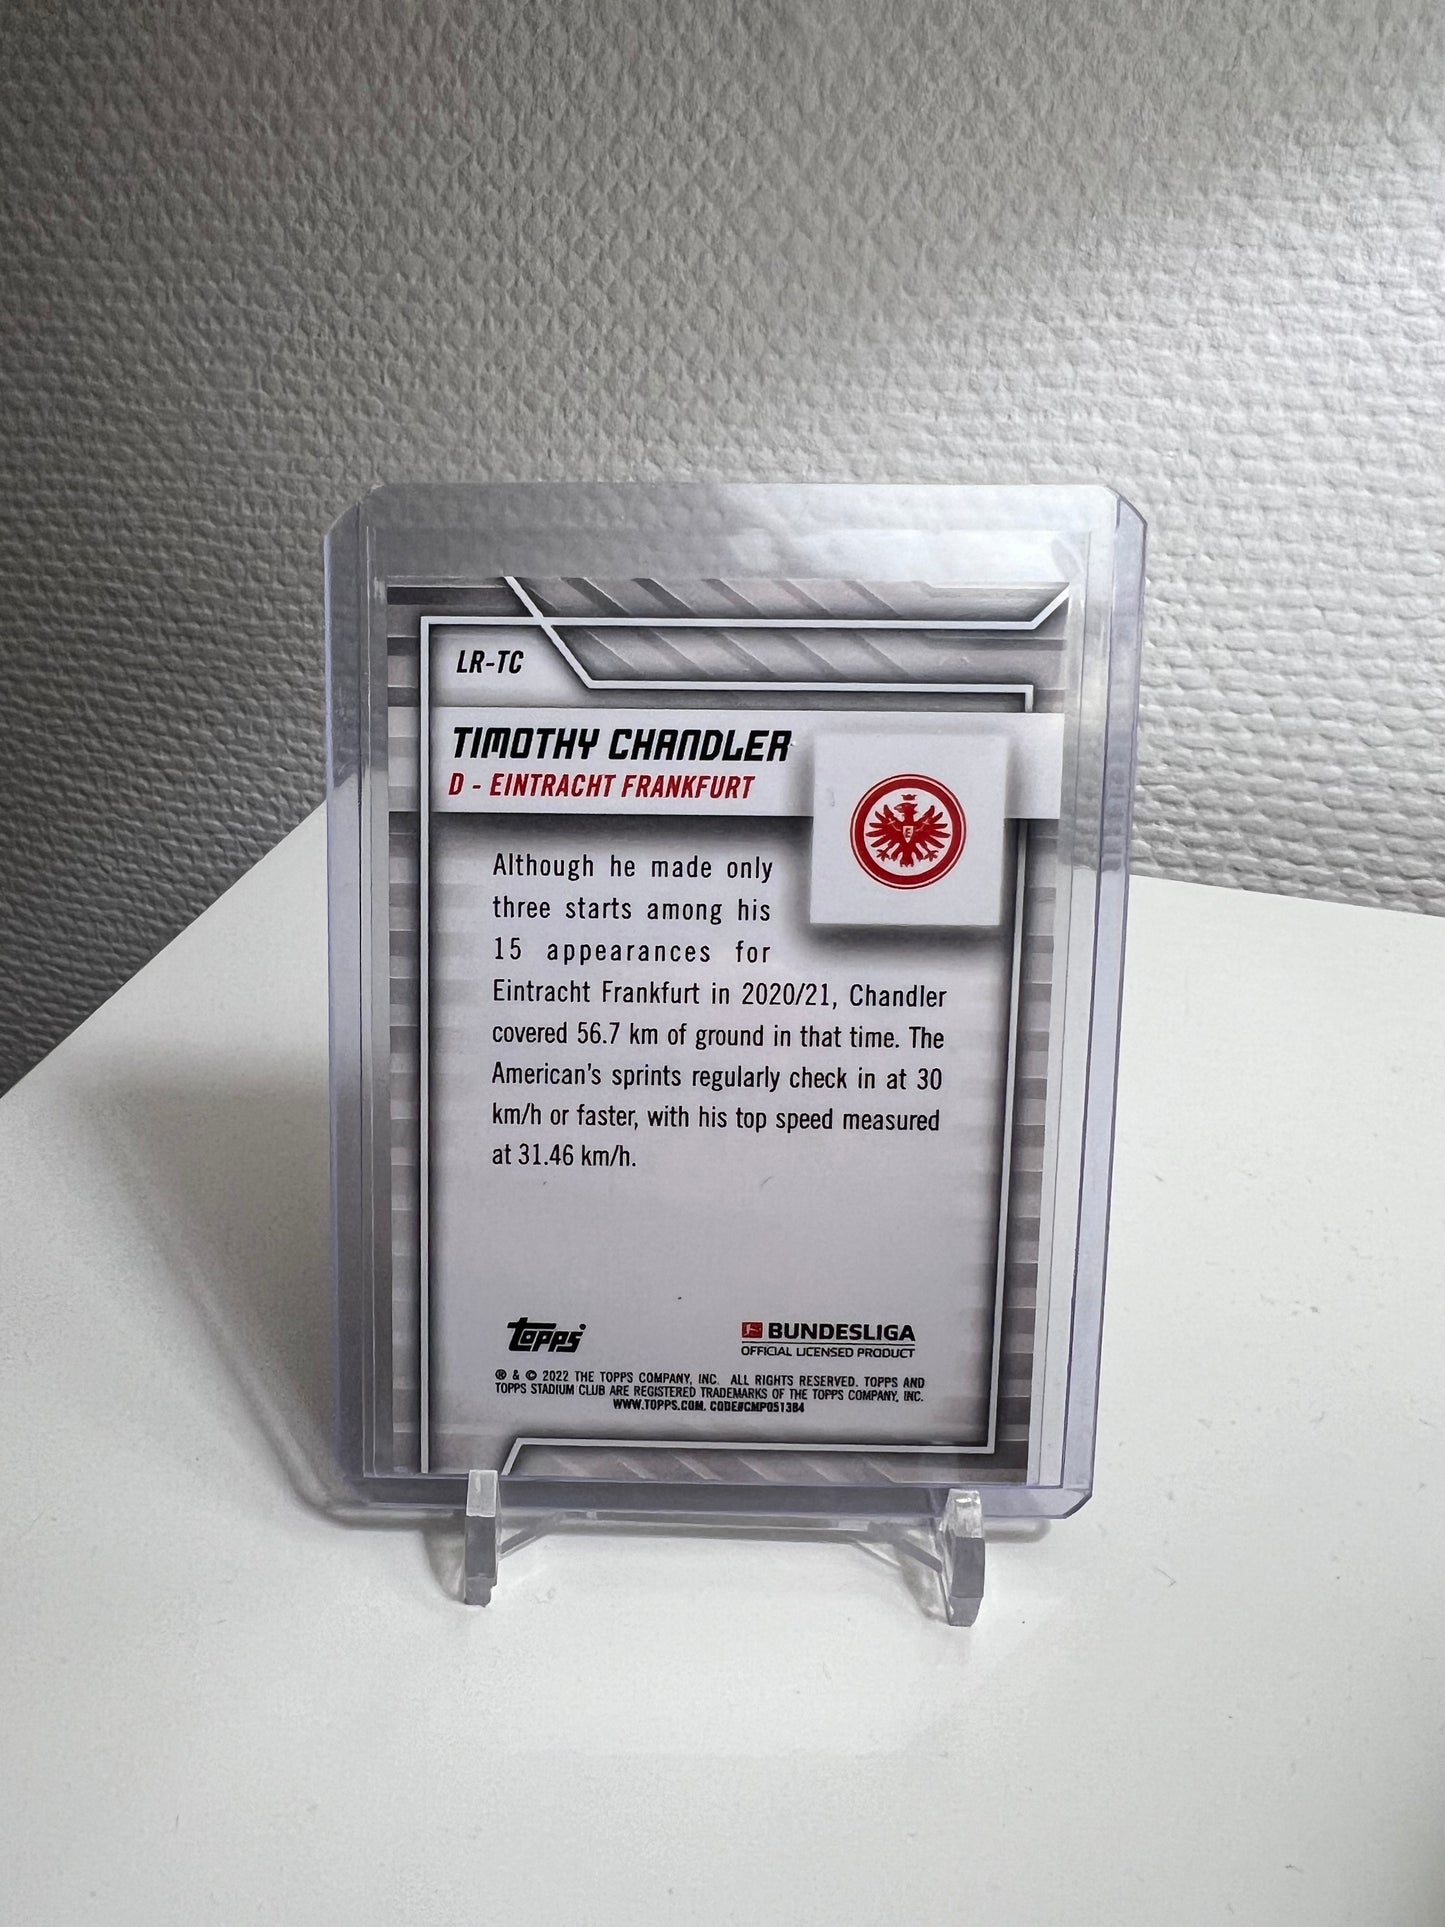 LR-TC
TIMOTHY CHANDLER
D - EINTRACHT FRANKFURT
E
Although he made only
three starts among his
15 appearances for
Eintracht Frankfurt in 2020/21, Chandler
covered 56.7 km of ground in that time. The
American's sprints regularly check in at 30
km/h or faster, with his top speed measured
at 31.46 km/h.
topps
BUNDESLIGA
OFFICIAL LICENSED PRODUCT
® & © 2022 THE TOPPS COMPANY, INC. ALL RIGHTS RESERVED. TOPPS AND
TOPPS STADIUM CLUB ARE REGISTERED TRADEMARKS OF THE TOPPS COMPANY, INC.
WWW.TOPPS.COM. CODE#CMP051384